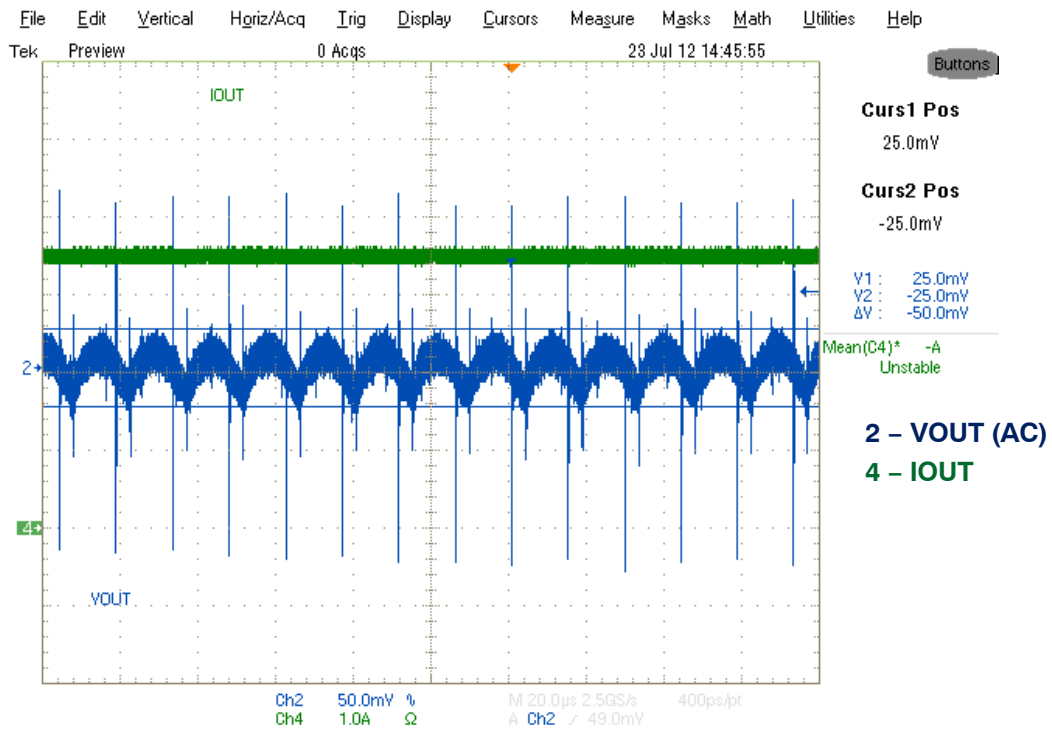 File Edit Vertical Horiz/Acq Trig Display Cursors Measure Masks Math Utilities Help
Tek Preview 0 Acqs 23 Jul 12 14:45:55
Buttons
IOUT
Curs1 Pos
25.0mV
Curs2 Pos
-25.0mV
V1 : 25.0mV
V2 : -25.0mV
ΔV : -50.0mV
Mean(C4)* -A
Unstable
2
2 – VOUT (AC)
4 – IOUT
4
VOUT
Ch2 50.0mV M 20.0µs 2.5GS/s 400ps/pt
Ch4 1.0A Ω A Ch2 49.0mV